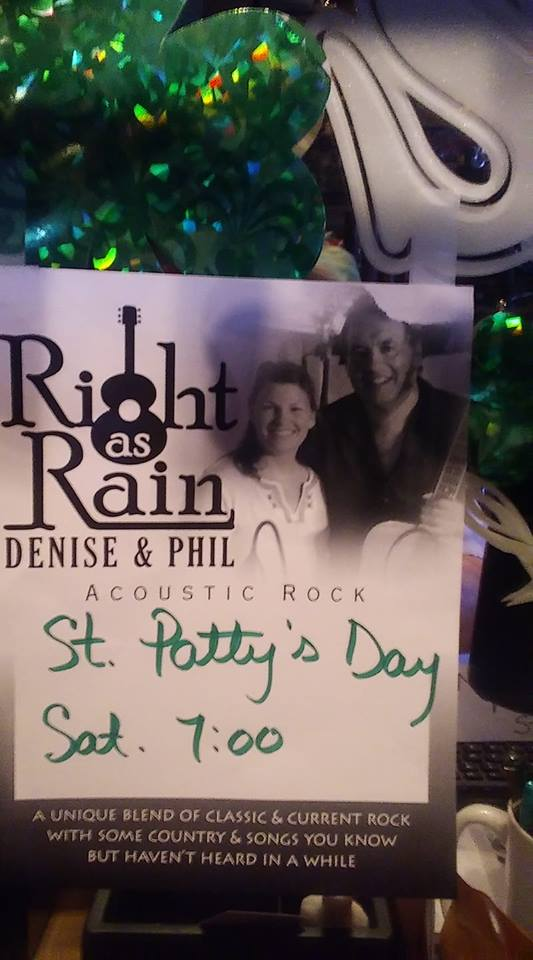 Right
as
Rain
DENISE & PHIL
ACOUSTIC ROCK
St. Patty's Day
Sat. 7:00
A UNIQUE BLEND OF CLASSIC & CURRENT ROCK
WITH SOME COUNTRY & SONGS YOU KNOW
BUT HAVEN'T HEARD IN A WHILE